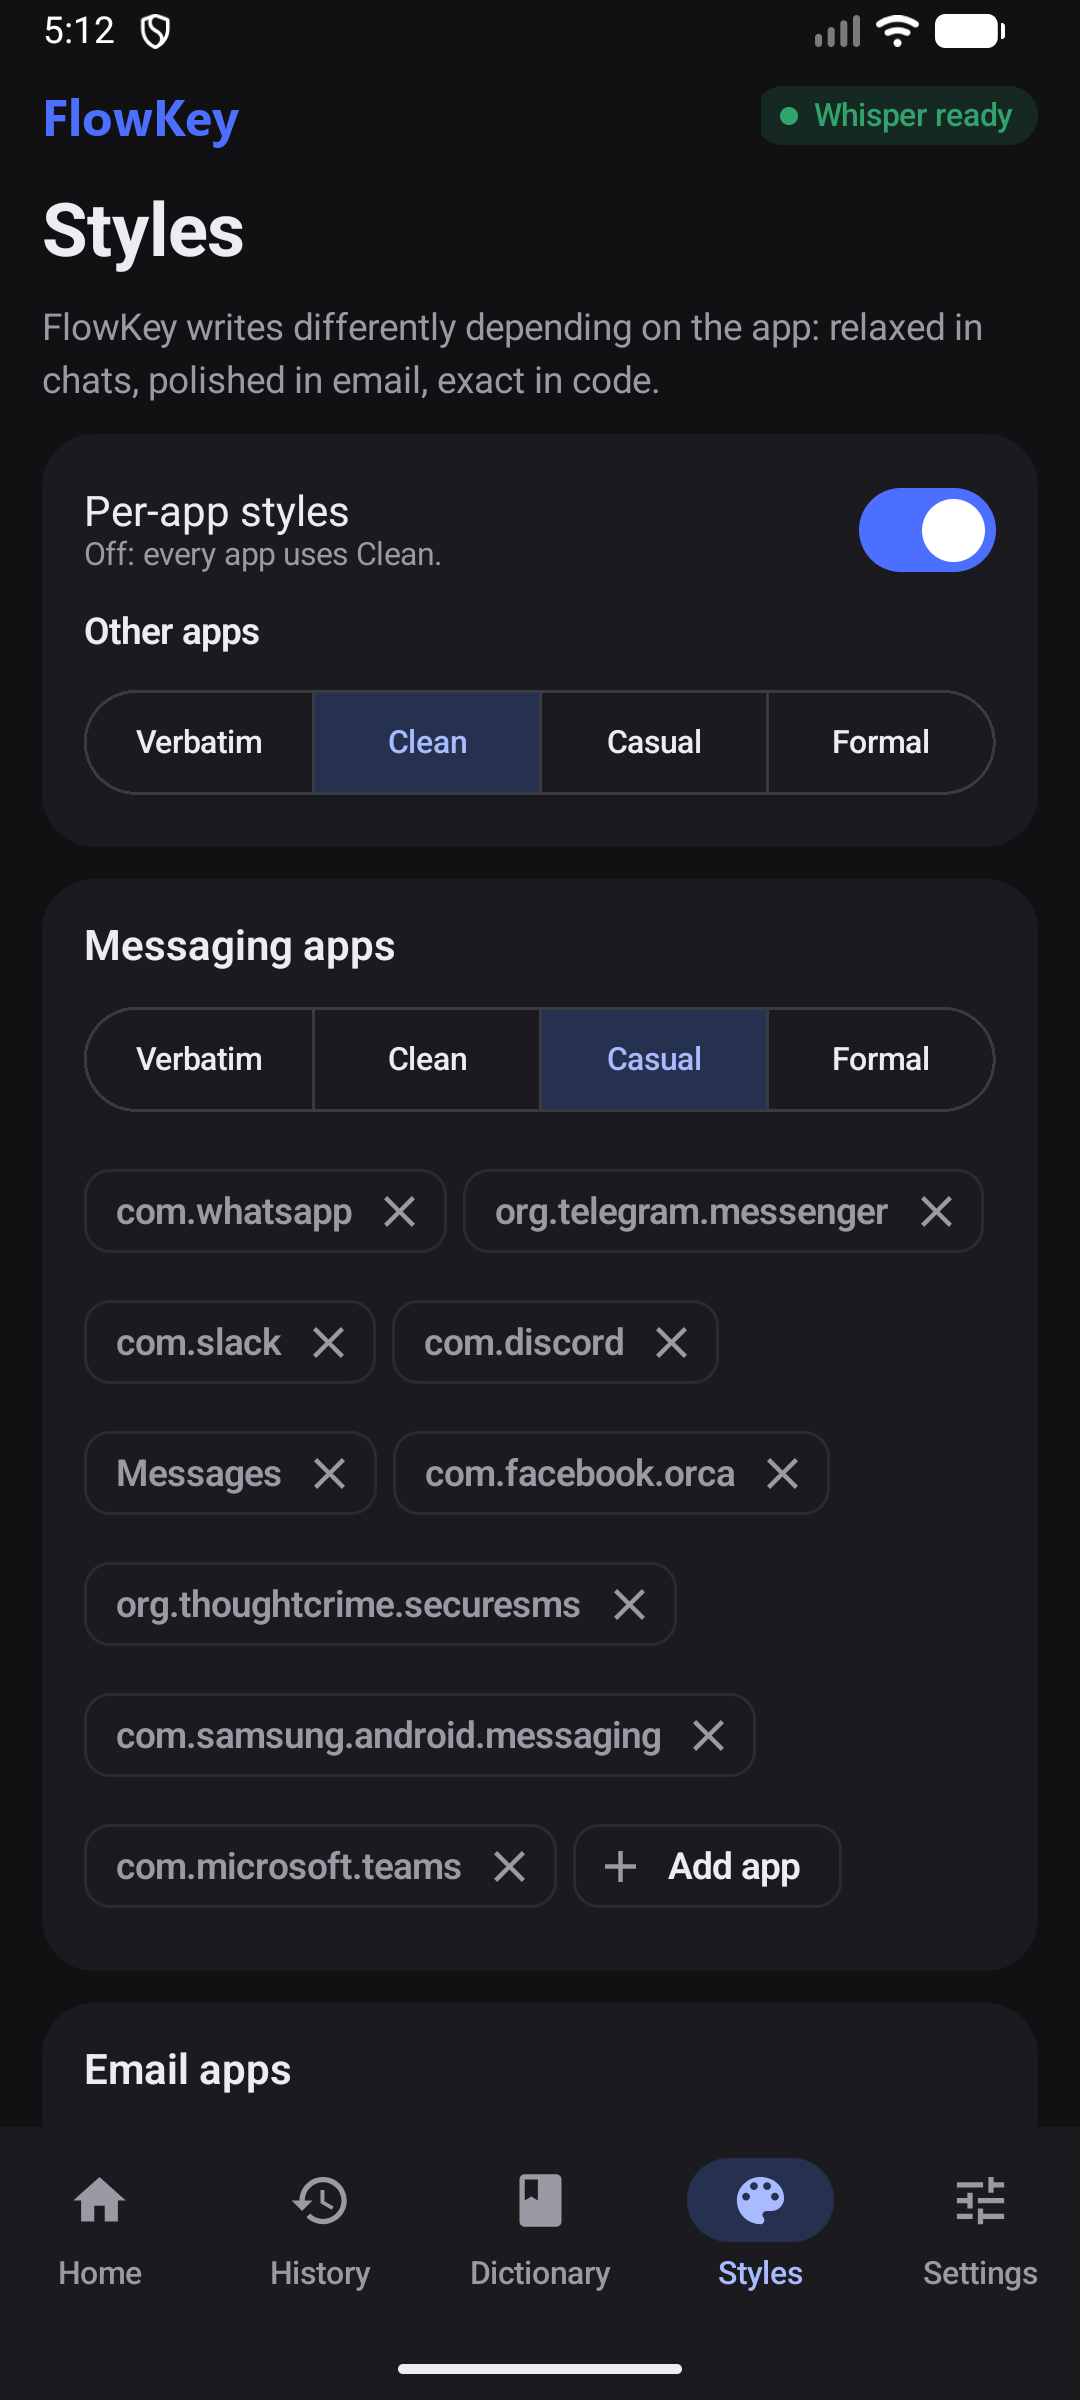 5:12
FlowKey
Whisper ready
Styles
FlowKey writes differently depending on the app: relaxed in
chats, polished in email, exact in code.
Per-app styles
Off: every app uses Clean.
Other apps
Verbatim Clean Casual Formal
Messaging apps
Verbatim Clean Casual Formal
com.whatsapp org.telegram.messenger
com.slack com.discord
Messages com.facebook.orca
org.thoughtcrime.securesms
com.samsung.android.messaging
com.microsoft.teams Add app
Email apps
Home History Dictionary Styles Settings